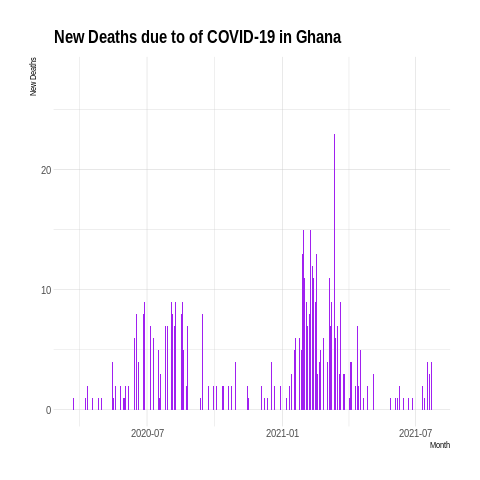 New Deaths due to of COVID-19 in Ghana
New Deaths
20
10
0
2020-07
2021-01
2021-07
Month